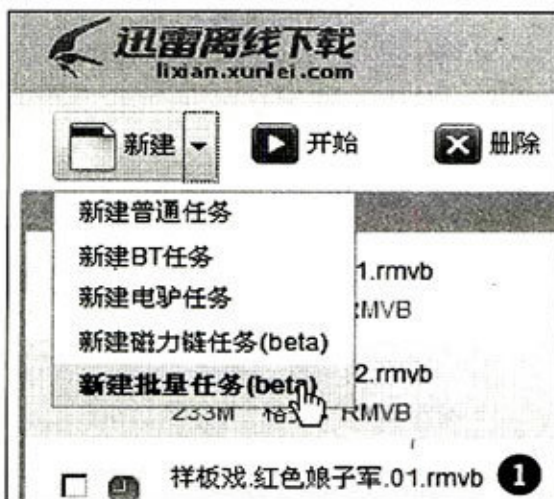 迅雷离线下载
lixian.xunlei.com
新建 开始 删除
新建普通任务
新建BT任务
1.rmvb
新建电驴任务
:MVB
新建磁力链任务(beta)
新建批量任务(beta)
2.rmvb
233M 格 RMVB
祥板戏.红色娘子军.01.rmvb 1